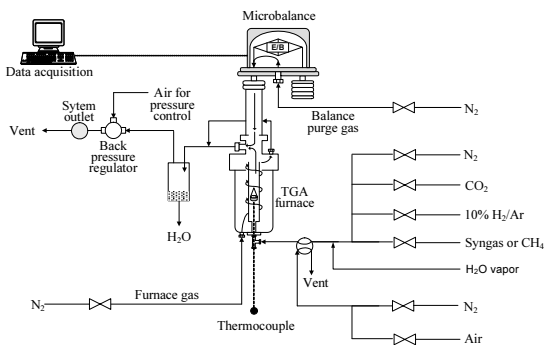 Microbalance
E/B
Data acquisition
Air for
pressure
control
Sytem
outlet
Vent
Back
pressure
regulator
Balance
purge gas
N2
N2
CO2
TGA
furnace
10% H2/Ar
H2O
Syngas or CH4
H2O vapor
Vent
Furnace gas
N2
N2
Thermocouple
Air